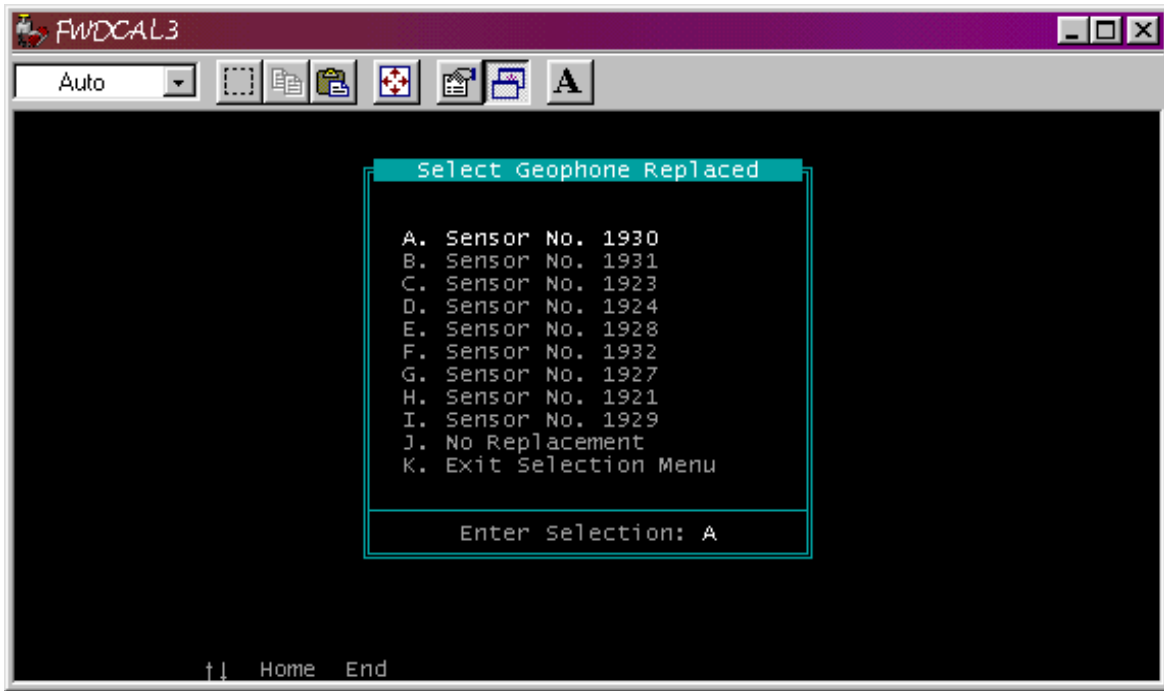 FWDCAL3
Auto
A
Select Geophone Replaced
A. Sensor No. 1930
B. Sensor No. 1931
C. Sensor No. 1923
D. Sensor No. 1924
E. Sensor No. 1928
F. Sensor No. 1932
G. Sensor No. 1927
H. Sensor No. 1921
I. Sensor No. 1929
J. No Replacement
K. Exit Selection Menu
Enter Selection: A
↑↓ Home End